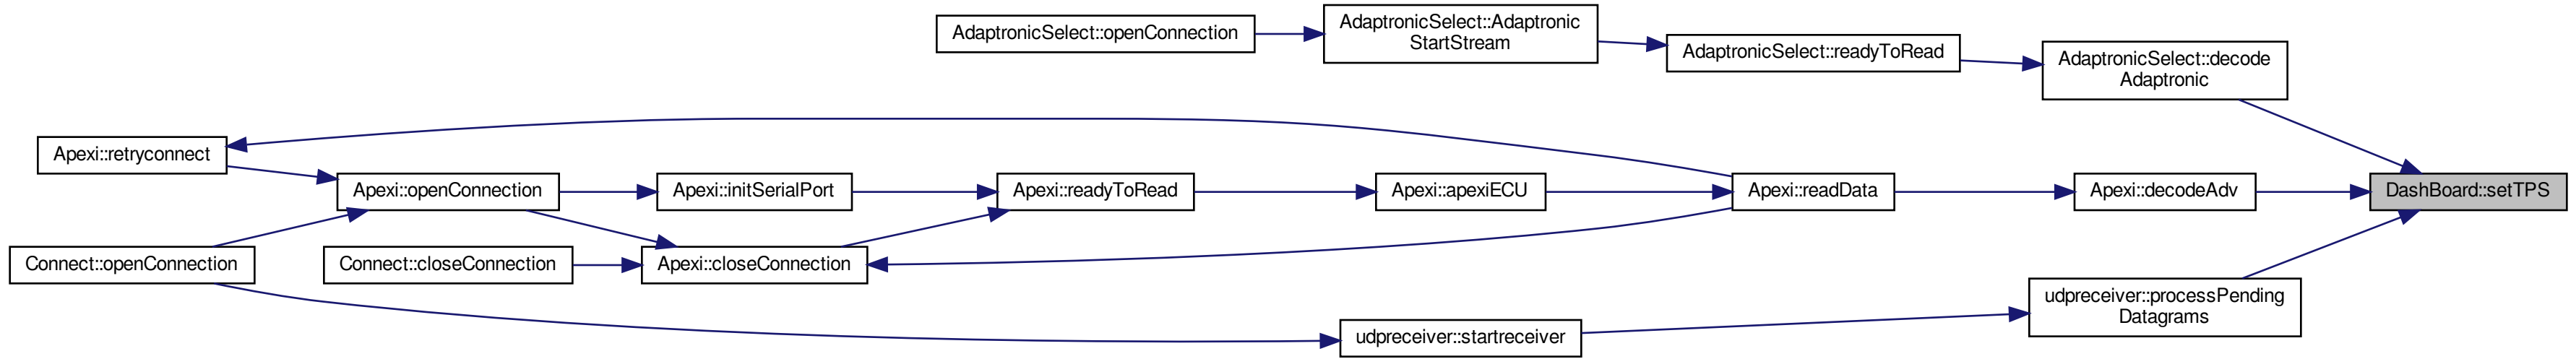 AdaptronicSelect::openConnection
AdaptronicSelect::Adaptronic
StartStream
AdaptronicSelect::readyToRead
AdaptronicSelect::decode
Adaptronic
Apexi::retryconnect
Apexi::openConnection
Apexi::initSerialPort
Apexi::readyToRead
Apexi::apexiECU
Apexi::readData
Apexi::decodeAdv
DashBoard::setTPS
Connect::openConnection
Connect::closeConnection
Apexi::closeConnection
udpreceiver::processPending
Datagrams
udpreceiver::startreceiver